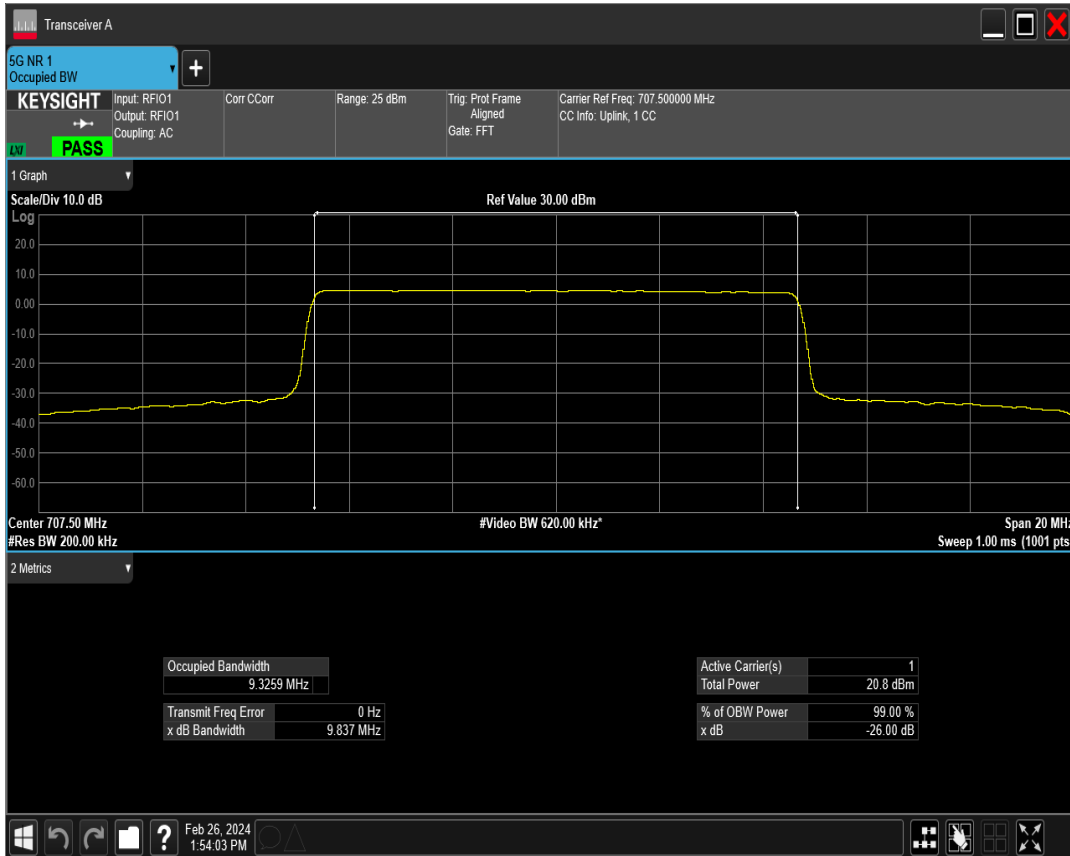 Transceiver A
5G NR 1
Occupied BW
+
KEYSIGHT
LXI
PASS
Input: RFIO1
Output: RFIO1
Coupling: AC
Corr CCorr
Range: 25 dBm
Trig: Prot Frame
Aligned
Gate: FFT
Carrier Ref Freq: 707.500000 MHz
CC Info: Uplink, 1 CC
1 Graph
Scale/Div 10.0 dB
Ref Value 30.00 dBm
Log
20.0
10.0
0.00
-10.0
-20.0
-30.0
-40.0
-50.0
-60.0
Center 707.50 MHz
#Video BW 620.00 kHz*
Span 20 MHz
#Res BW 200.00 kHz
Sweep 1.00 ms (1001 pts
2 Metrics
Occupied Bandwidth
9.3259 MHz
Transmit Freq Error 0 Hz
x dB Bandwidth 9.837 MHz
Active Carrier(s) 1
Total Power 20.8 dBm
% of OBW Power 99.00 %
x dB -26.00 dB
?
Feb 26, 2024
1:54:03 PM